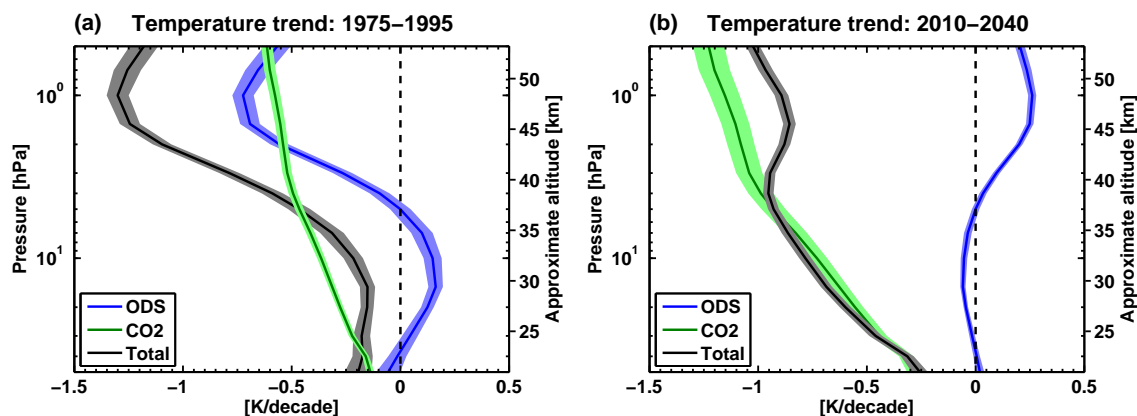 (a) Temperature trend: 1975−1995
10^0
10^1
Pressure [hPa]
50
45
40
35
30
25
Approximate altitude [km]
ODS
CO2
Total
−1.5 −1 −0.5 0 0.5
[K/decade]
(b) Temperature trend: 2010−2040
10^0
10^1
Pressure [hPa]
50
45
40
35
30
25
Approximate altitude [km]
ODS
CO2
Total
−1.5 −1 −0.5 0 0.5
[K/decade]